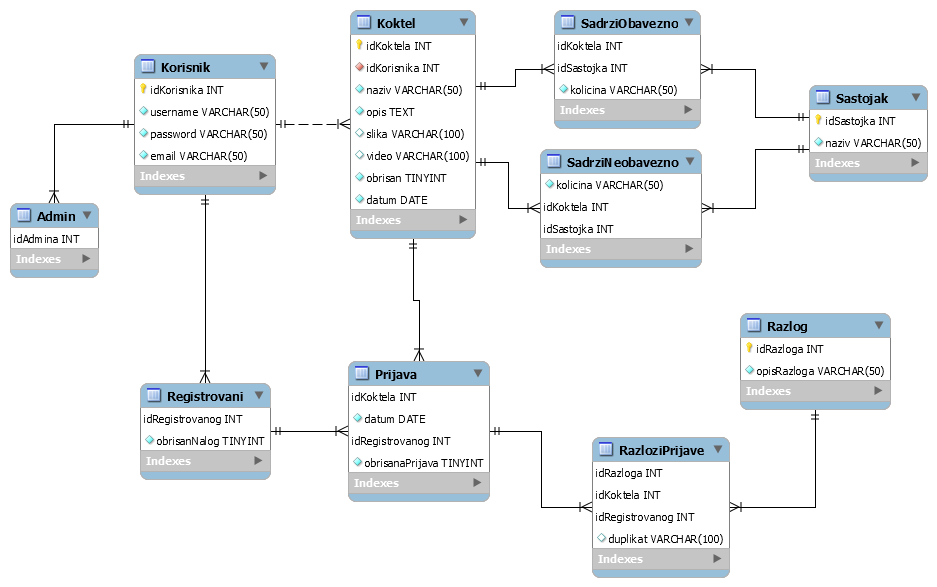 Korisnik
idKorisnika INT
username VARCHAR(50)
password VARCHAR(50)
email VARCHAR(50)
Indexes
Koktel
idKoktela INT
idKorisnika INT
naziv VARCHAR(50)
opis TEXT
slika VARCHAR(100)
video VARCHAR(100)
obrisan TINYINT
datum DATE
Indexes
SadrziObavezno
idKoktela INT
idSastojka INT
kolicina VARCHAR(50)
Indexes
Sastojak
idSastojka INT
naziv VARCHAR(50)
Indexes
SadrziNeobavezno
kolicina VARCHAR(50)
idKoktela INT
idSastojka INT
Indexes
Admin
idAdmina INT
Indexes
Registrovani
idRegistrovanog INT
obrisanNalog TINYINT
Indexes
Prijava
idKoktela INT
datum DATE
idRegistrovanog INT
obrisanaPrijava TINYINT
Indexes
Razlog
idRazloga INT
opisRazloga VARCHAR(50)
Indexes
RazloziPrijave
idRazloga INT
idKoktela INT
idRegistrovanog INT
duplikat VARCHAR(100)
Indexes